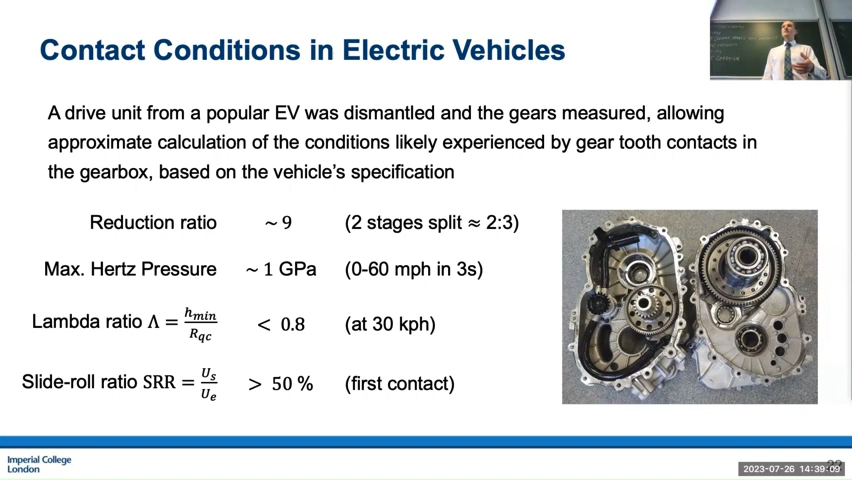 Contact Conditions in Electric Vehicles
A drive unit from a popular EV was dismantled and the gears measured, allowing
approximate calculation of the conditions likely experienced by gear tooth contacts in
the gearbox, based on the vehicle's specification
Reduction ratio ~ 9 (2 stages split ≈ 2:3)
Max. Hertz Pressure ~ 1 GPa (0-60 mph in 3s)
Lambda ratio Λ = h_min / R_qc < 0.8 (at 30 kph)
Slide-roll ratio SRR = U_s / U_e > 50 % (first contact)
Imperial College
London
2023-07-26 14:39:09